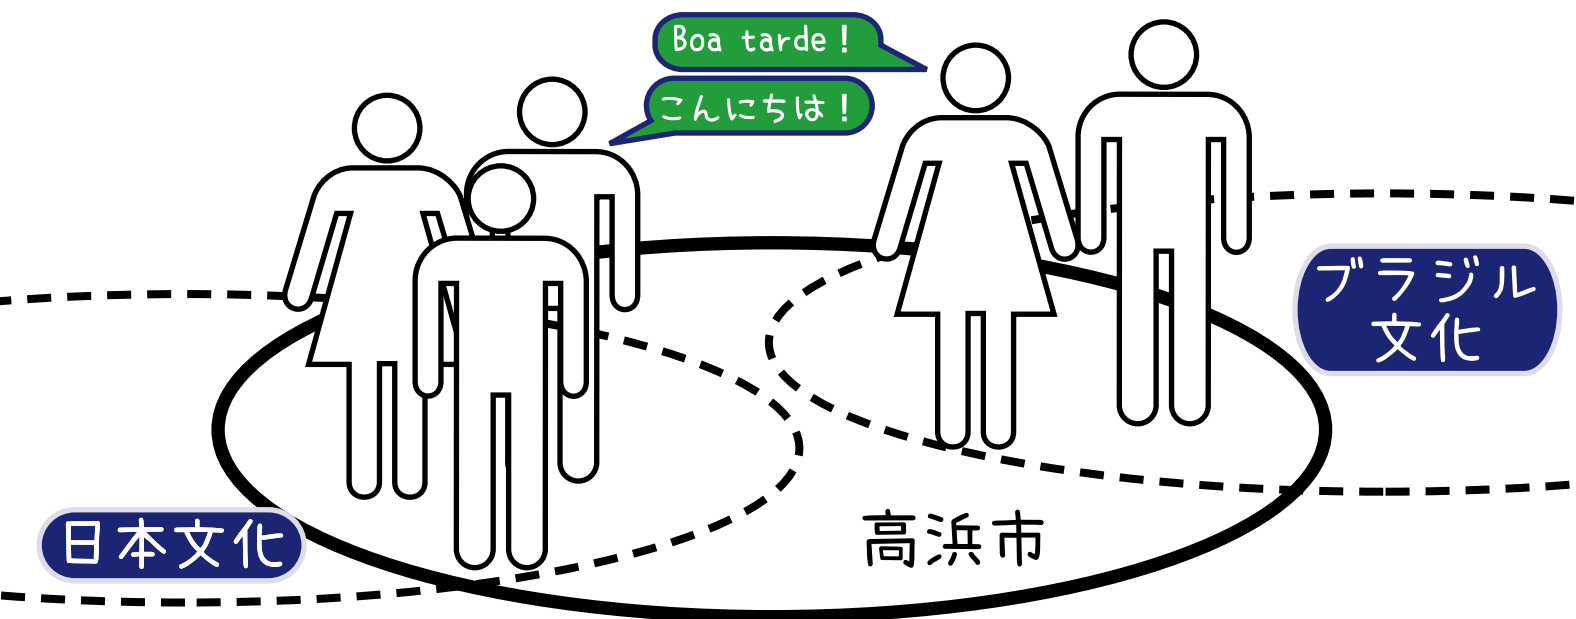 Boa tarde！
こんにちは！
ブラジル
文化
日本文化
高浜市